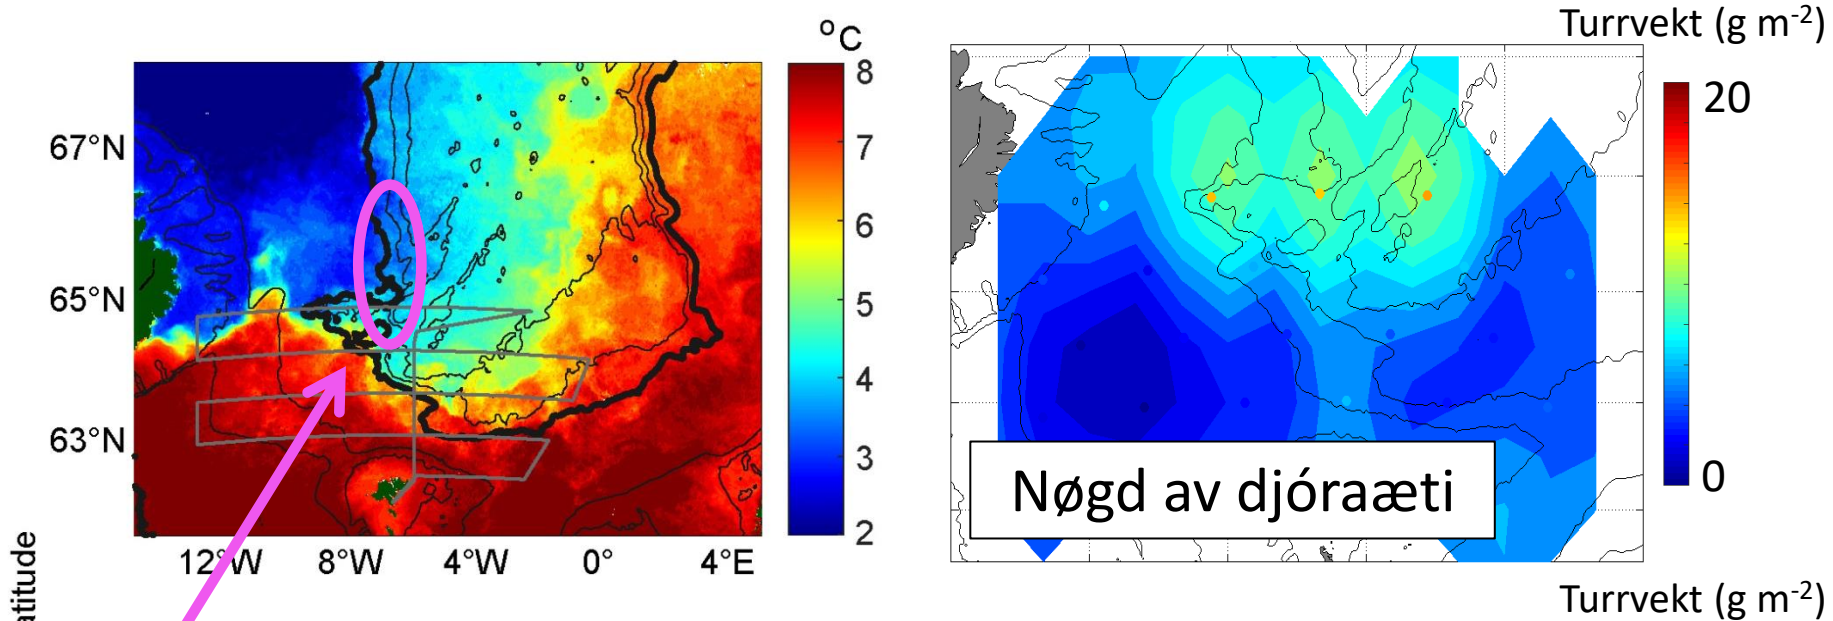 °C
8
7
6
5
4
3
2
67°N
65°N
63°N
12°W 8°W 4°W 0° 4°E
atitude
Turrvekt (g m-2)
20
0
Nøgd av djóraæti
Turrvekt (g m-2)